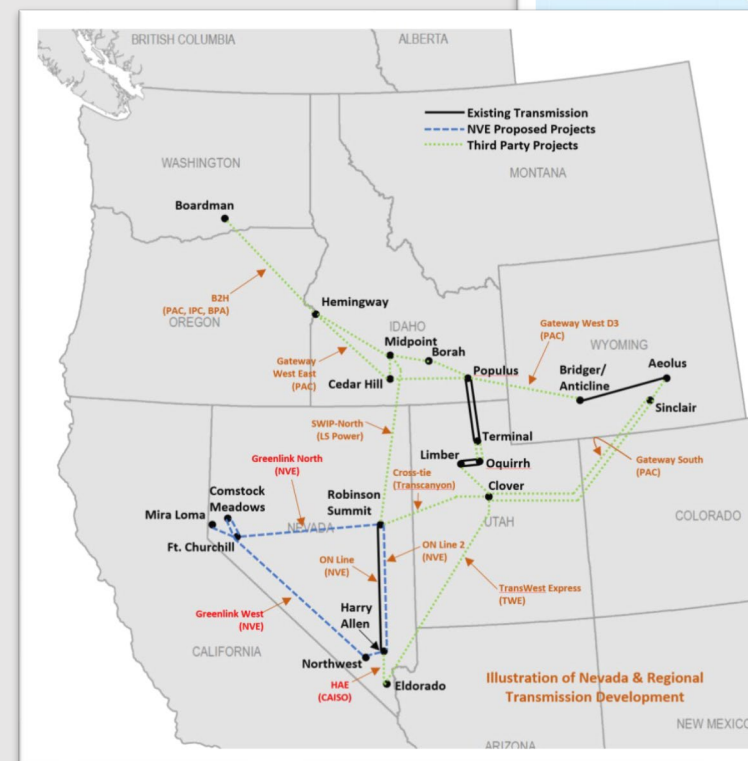 BRITISH COLUMBIA
ALBERTA
Existing Transmission
NVE Proposed Projects
Third Party Projects
WASHINGTON
MONTANA
Boardman
B2H
(PAC, IPC, BPA)
OREGON
Hemingway
IDAHO
Midpoint
Borah
Gateway
West East
(PAC)
Cedar Hill
Populus
Gateway West D3
(PAC)
WYOMING
Bridger/
Anticline
Aeolus
Sinclair
SWIP-North
(LS Power)
Terminal
Limber
Oquirrh
Gateway South
(PAC)
Greenlink North
(NVE)
Cross-tie
(Transcanyon)
Clover
Comstock
Meadows
Robinson
Summit
Mira Loma
NEVADA
UTAH
COLORADO
Ft. Churchill
ON Line
(NVE)
ON Line 2
(NVE)
TransWest Express
(TWE)
Greenlink West
(NVE)
Harry
Allen
CALIFORNIA
Northwest
HAE
(CAISO)
Eldorado
Illustration of Nevada & Regional
Transmission Development
NEW MEXIC
ARIZONA